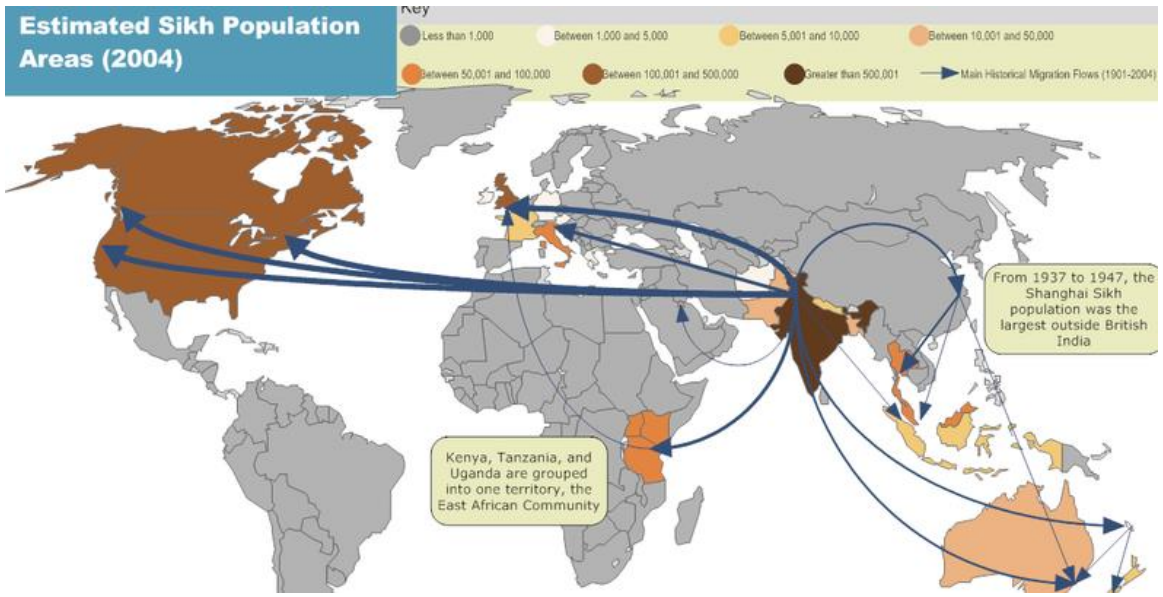 Estimated Sikh Population
Areas (2004)
Key
Less than 1,000
Between 1,000 and 5,000
Between 5,001 and 10,000
Between 10,001 and 50,000
Between 50,001 and 100,000
Between 100,001 and 500,000
Greater than 500,001
Main Historical Migration Flows (1901-2004)
From 1937 to 1947, the
Shanghai Sikh
population was the
largest outside British
India
Kenya, Tanzania, and
Uganda are grouped
into one territory, the
East African Community